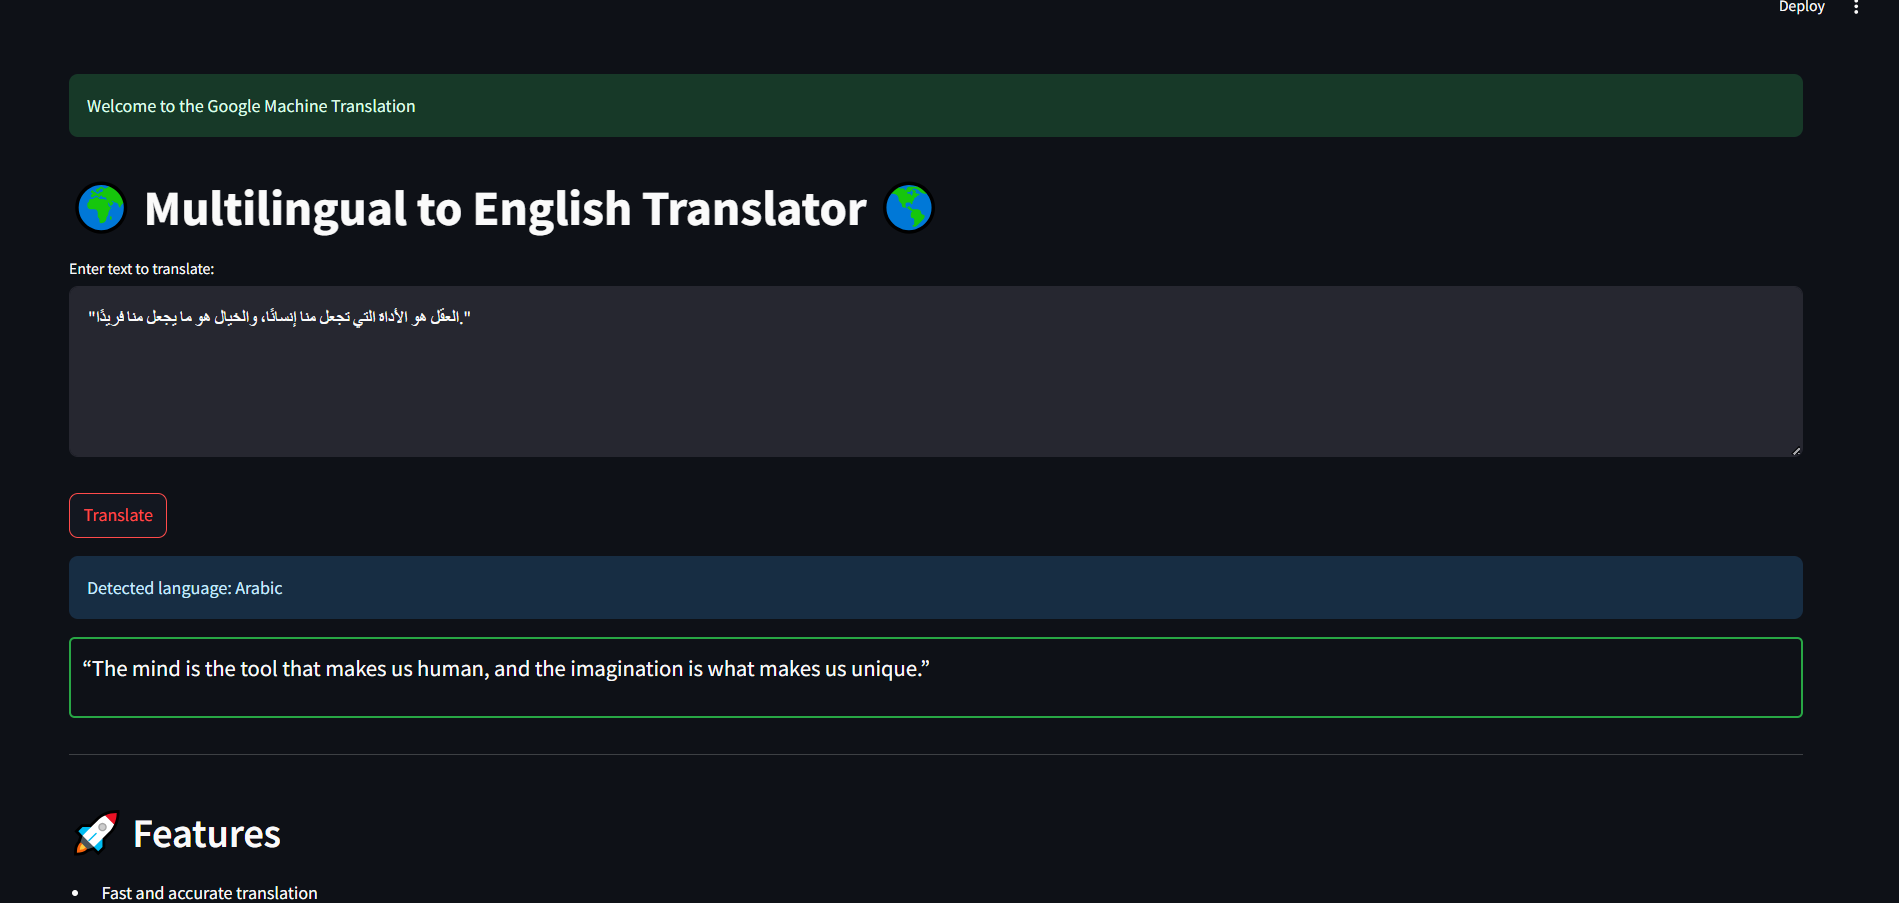 Deploy
Welcome to the Google Machine Translation
Multilingual to English Translator
Enter text to translate:
"العقل هو الأداة التي تجعل منا إنسانًا، والخيال هو ما يجعل منا فريدًا."
Translate
Detected language: Arabic
“The mind is the tool that makes us human, and the imagination is what makes us unique.”
Features
• Fast and accurate translation